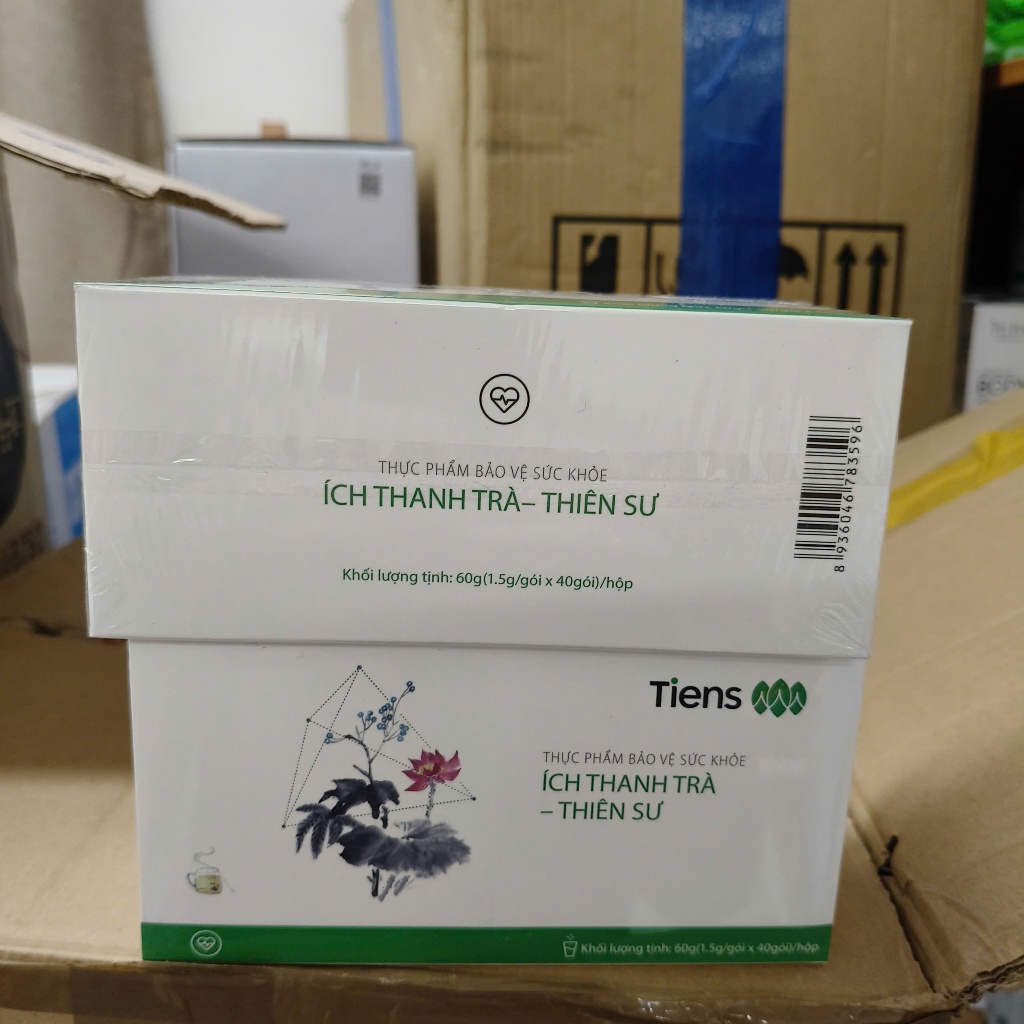 THỰC PHẨM BẢO VỆ SỨC KHỎE
ÍCH THANH TRÀ– THIÊN SƯ
Khối lượng tịnh: 60g(1.5g/gói x 40gói)/hộp
8 936046 783596
Tiens
THỰC PHẨM BẢO VỆ SỨC KHỎE
ÍCH THANH TRÀ
– THIÊN SƯ
Khối lượng tịnh: 60g(1.5g/gói x 40gói)/hộp